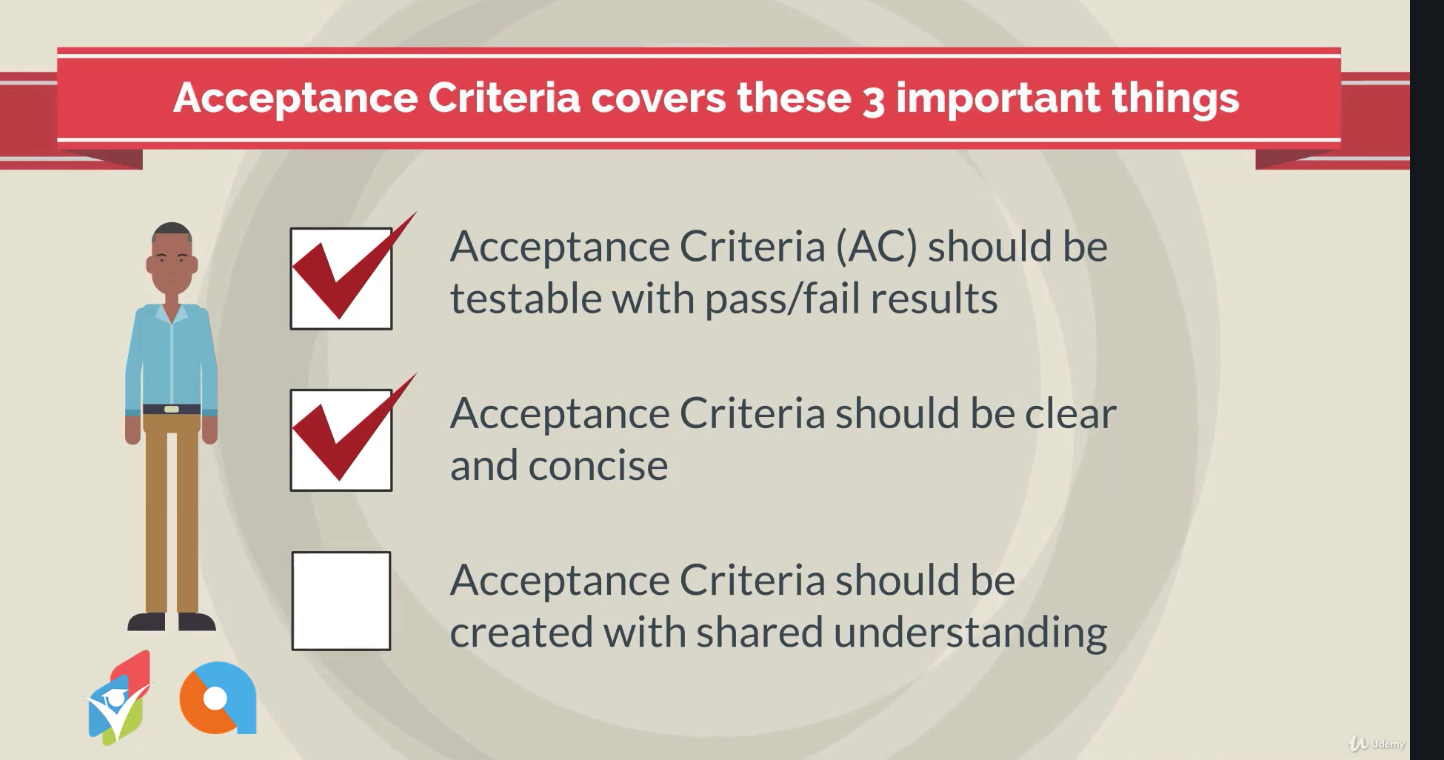 Acceptance Criteria covers these 3 important things
Acceptance Criteria (AC) should be
testable with pass/fail results
Acceptance Criteria should be clear
and concise
Acceptance Criteria should be
created with shared understanding
Udemy